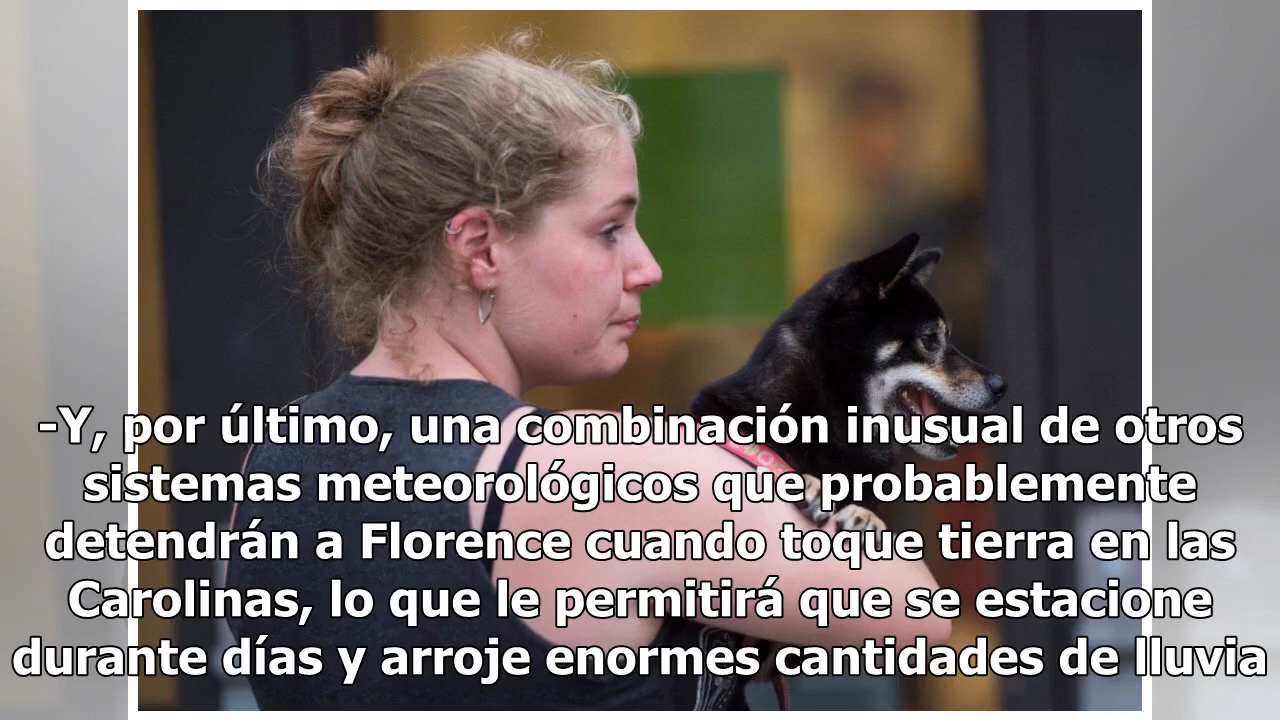 -Y, por último, una combinación inusual de otros
sistemas meteorológicos que probablemente
detendrán a Florence cuando toque tierra en las
Carolinas, lo que le permitirá que se estacione
durante días y arroje enormes cantidades de lluvia